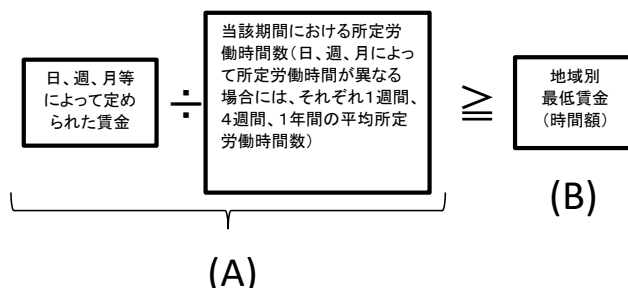 日、週、月等
によって定め
られた賃金
÷
当該期間における所定労
働時間数(日、週、月によっ
て所定労働時間が異なる
場合には、それぞれ1週間、
4週間、1年間の平均所定
労働時間数)
≧
地域別
最低賃金
(時間額)
(A)
(B)